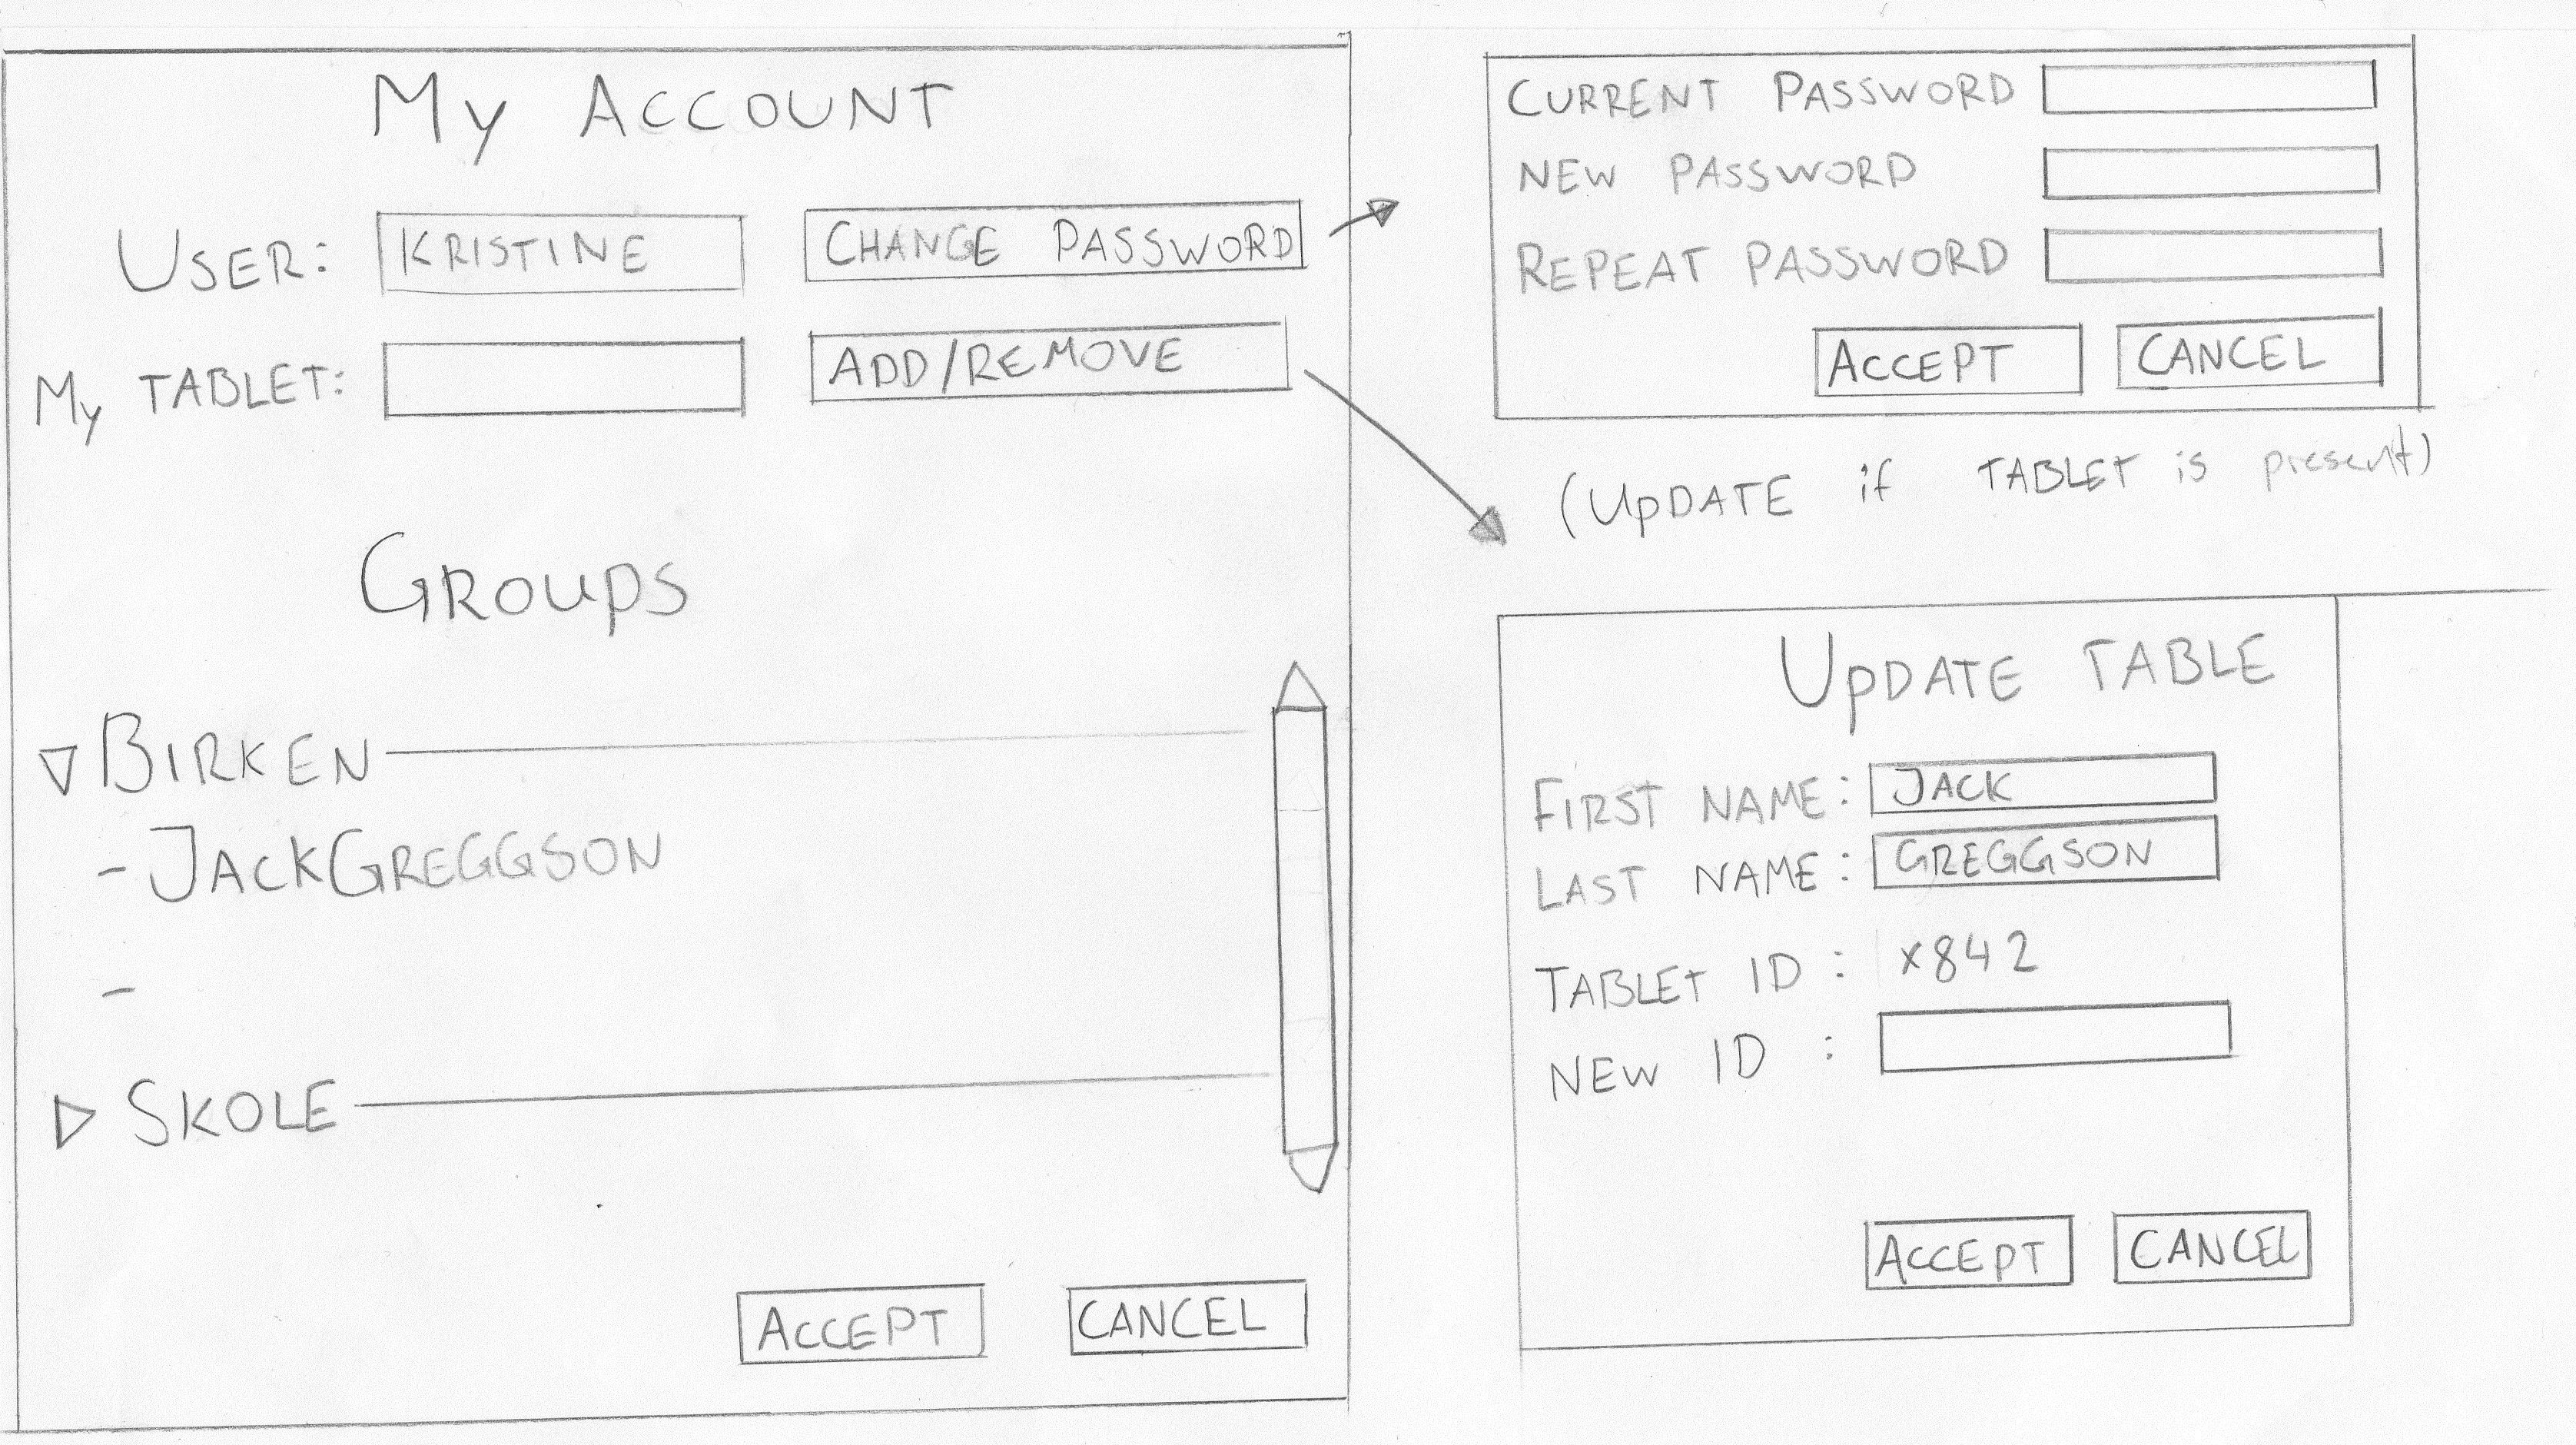 My ACCOUNT
USER: KRISTINE CHANGE PASSWORD
My TABLET: ADD/REMOVE
GROUPS
BIRKEN
- JACKGREGGSON
-
SKOLE
ACCEPT CANCEL
CURRENT PASSWORD
NEW PASSWORD
REPEAT PASSWORD
ACCEPT CANCEL
(UpDATE if TABLET is present)
UpDATE TABLE
FIRST NAME: JACK
LAST NAME: GREGGSON
TABLET ID: x842
NEW ID:
ACCEPT CANCEL